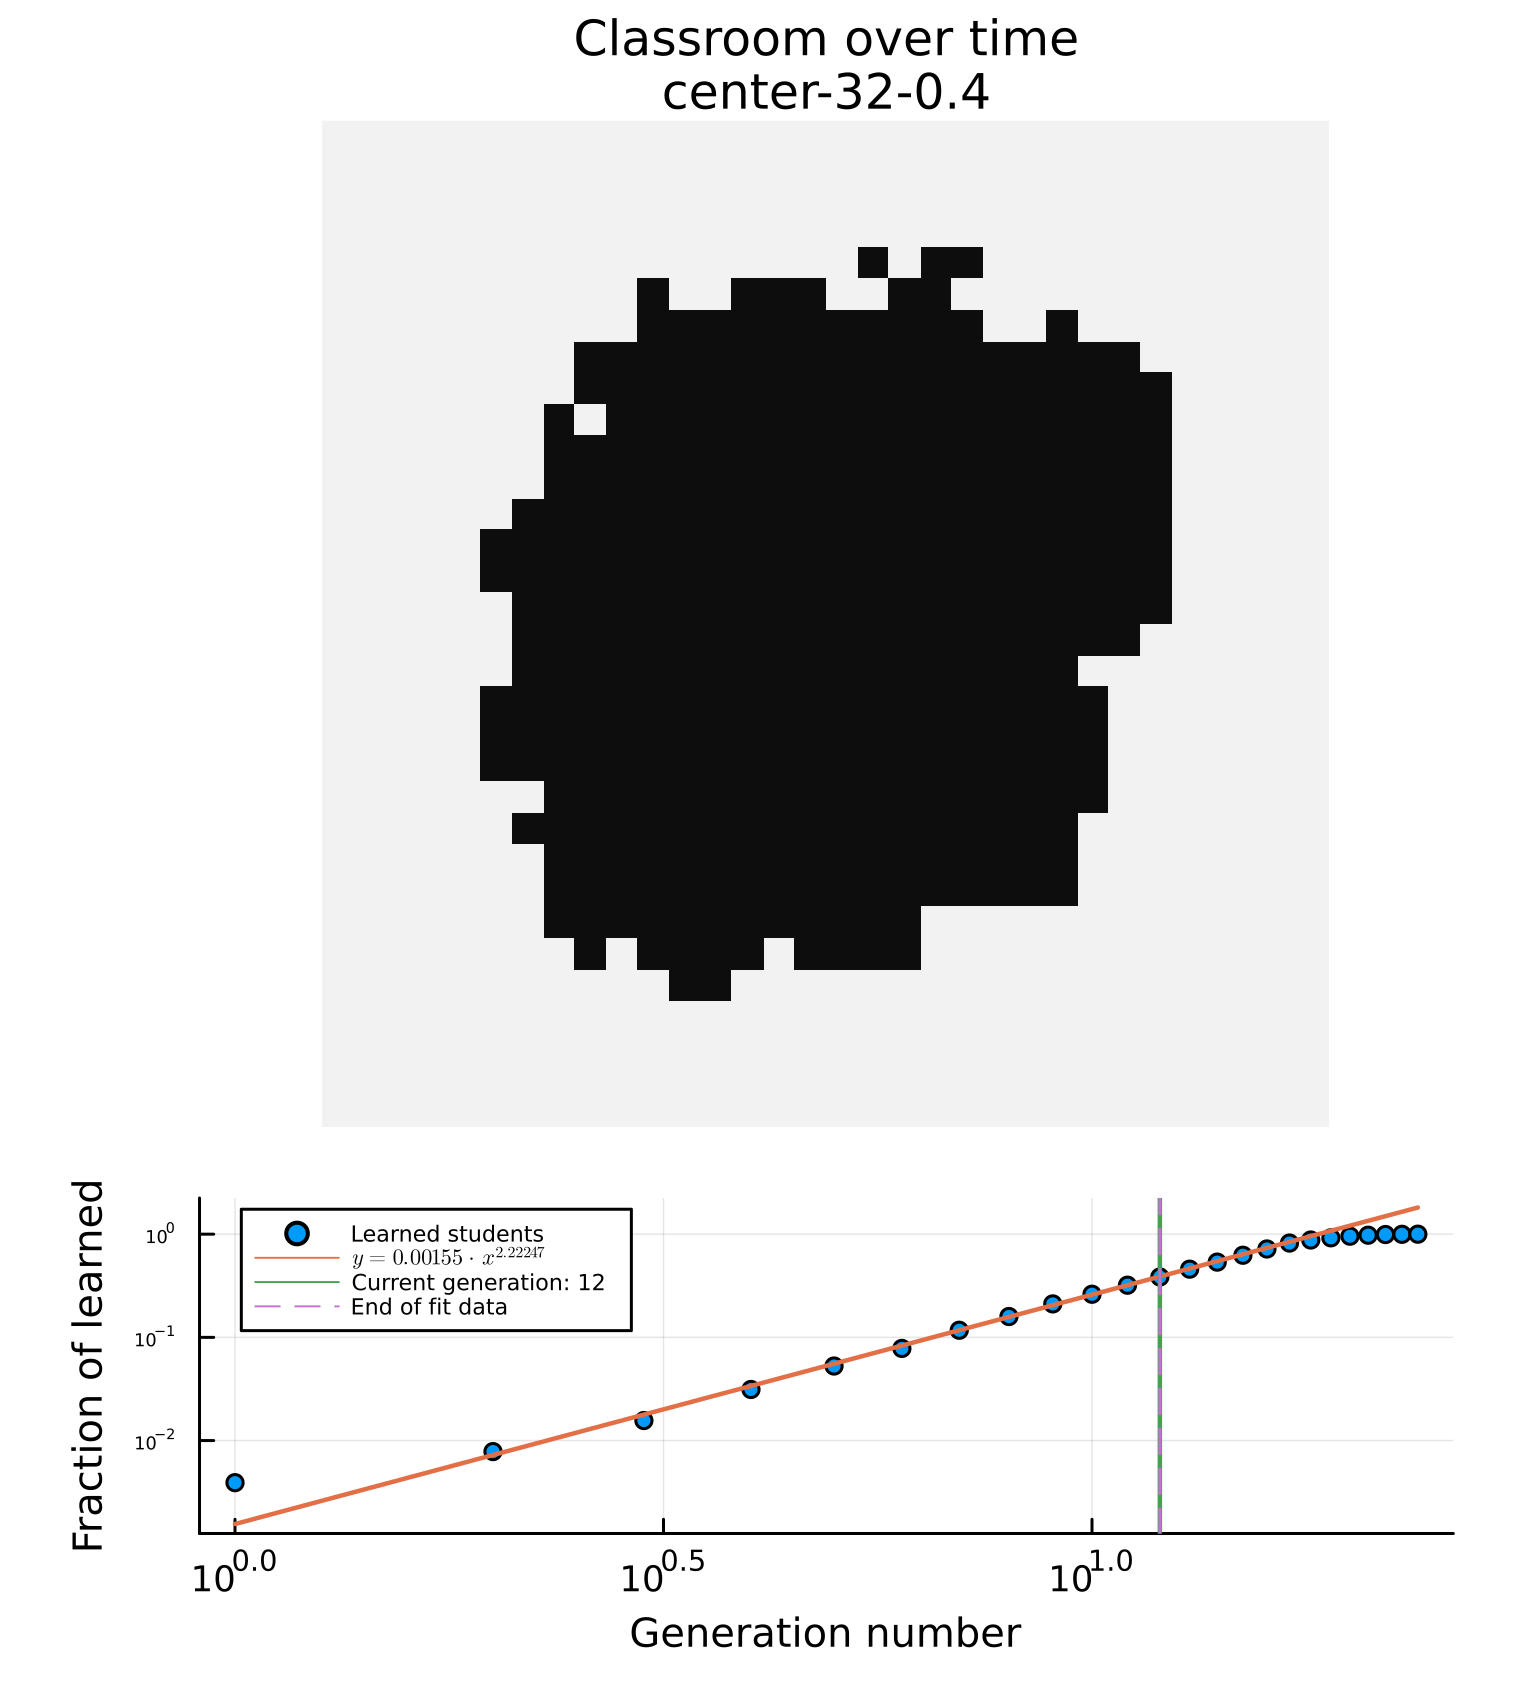 Classroom over time
center-32-0.4
Fraction of learned
10^0
10^-1
10^-2
Learned students
y = 0.00155 · x^2.22247
Current generation: 12
End of fit data
10^0.0 10^0.5 10^1.0
Generation number